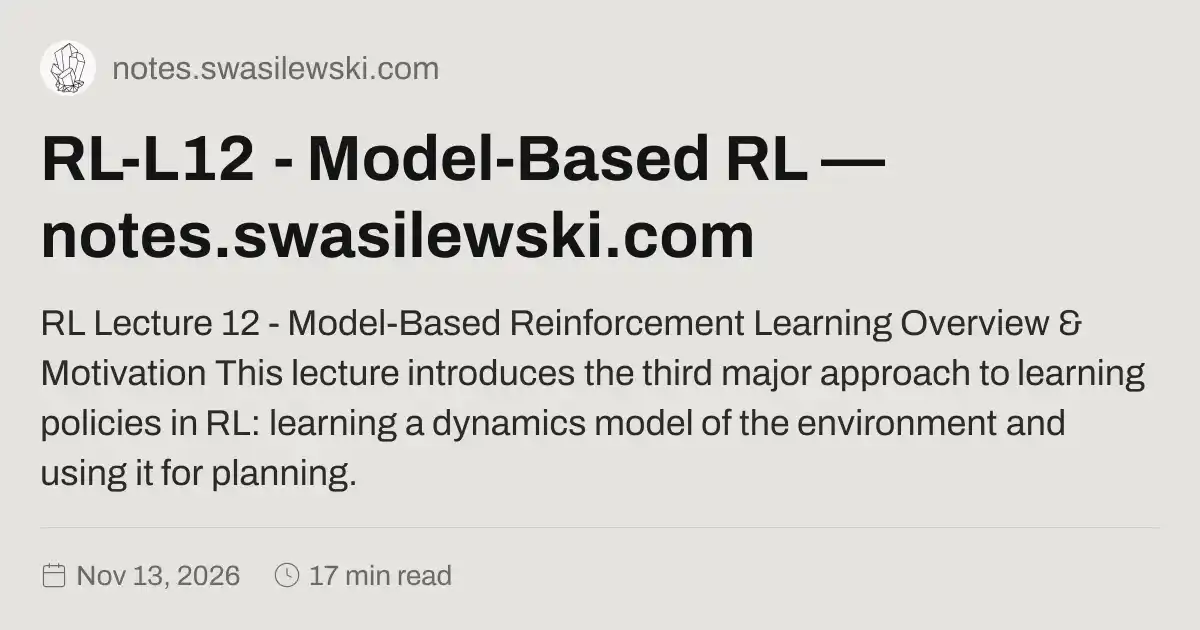 notes.swasilewski.com
RL-L12 - Model-Based RL —
notes.swasilewski.com
RL Lecture 12 - Model-Based Reinforcement Learning Overview &
Motivation This lecture introduces the third major approach to learning
policies in RL: learning a dynamics model of the environment and
using it for planning.
Nov 13, 2026 17 min read